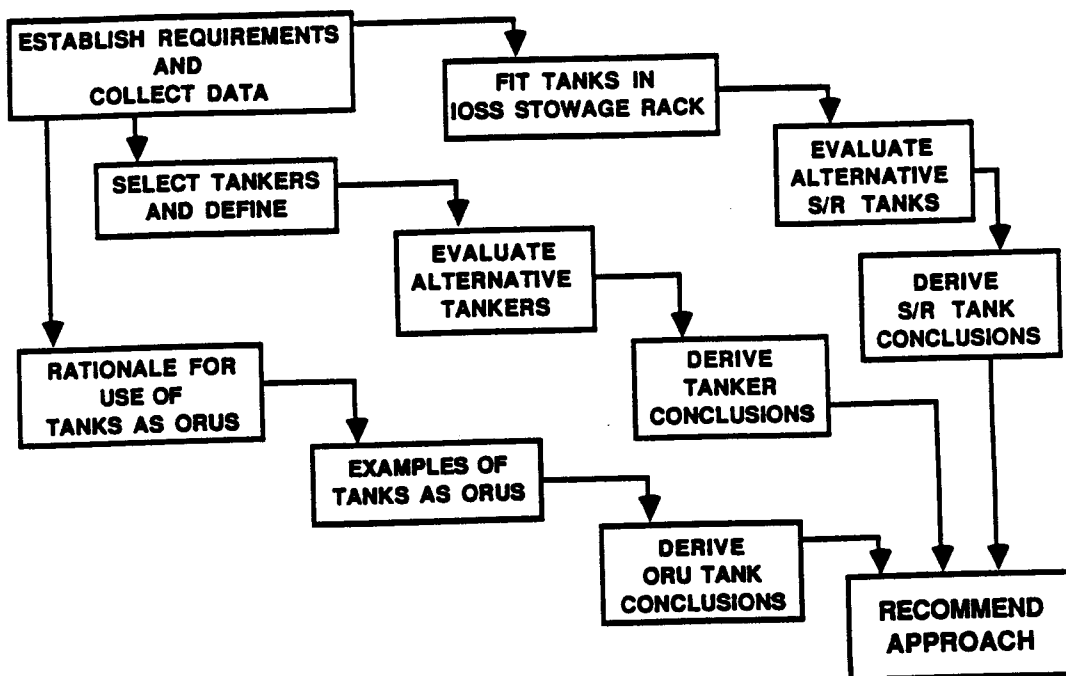 ESTABLISH REQUIREMENTS
AND
COLLECT DATA
FIT TANKS IN
IOSS STOWAGE RACK
EVALUATE
ALTERNATIVE
S/R TANKS
SELECT TANKERS
AND DEFINE
EVALUATE
ALTERNATIVE
TANKERS
DERIVE
S/R TANK
CONCLUSIONS
RATIONALE FOR
USE OF
TANKS AS ORUS
DERIVE
TANKER
CONCLUSIONS
EXAMPLES OF
TANKS AS ORUS
DERIVE
ORU TANK
CONCLUSIONS
RECOMMEND
APPROACH